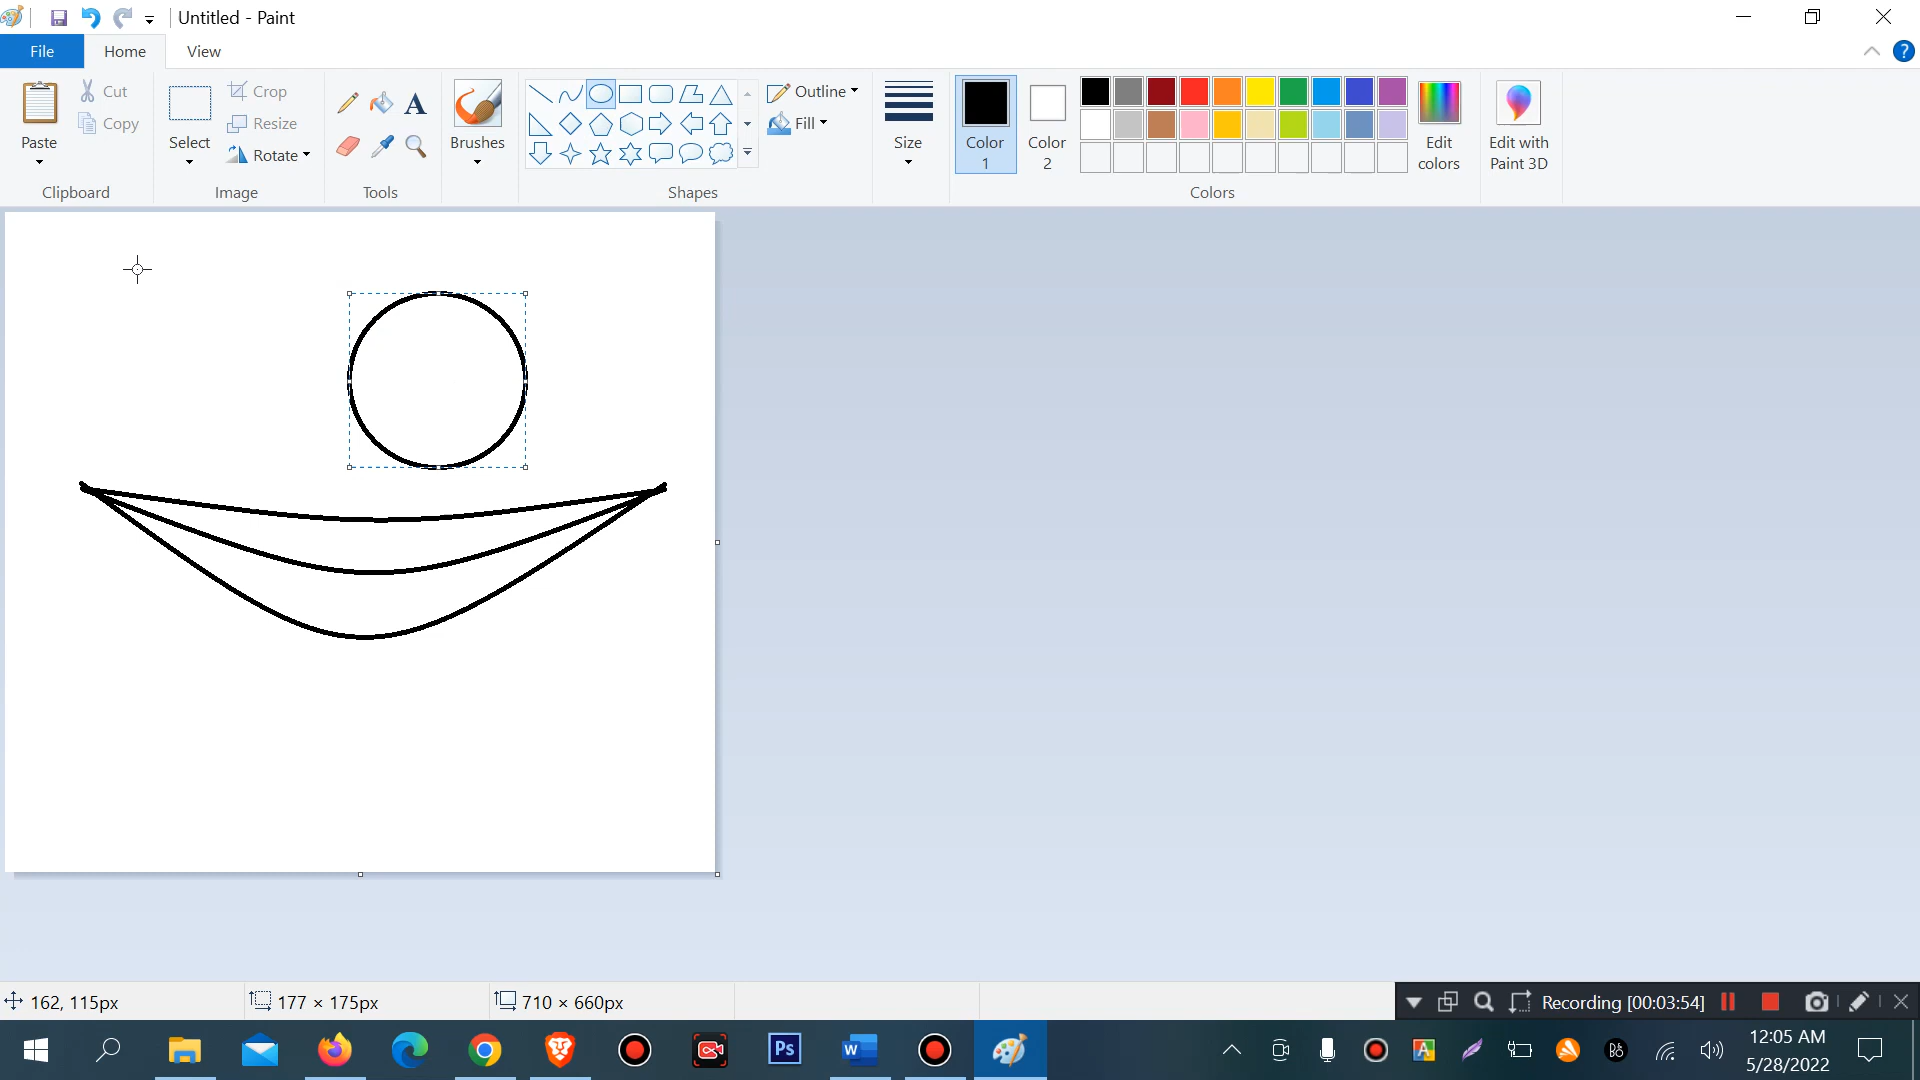 Untitled - Paint
File
Home
View
Paste
Cut
Copy
Clipboard
Select
Crop
Resize
Rotate
Image
A
Tools
Brushes
Shapes
Outline
Fill
Size
Color
1
Color
2
Edit
colors
Colors
Edit with
Paint 3D
?
162, 115px
177 × 175px
710 × 660px
Recording [00:03:54]
Ps
W
A
12:05 AM
5/28/2022